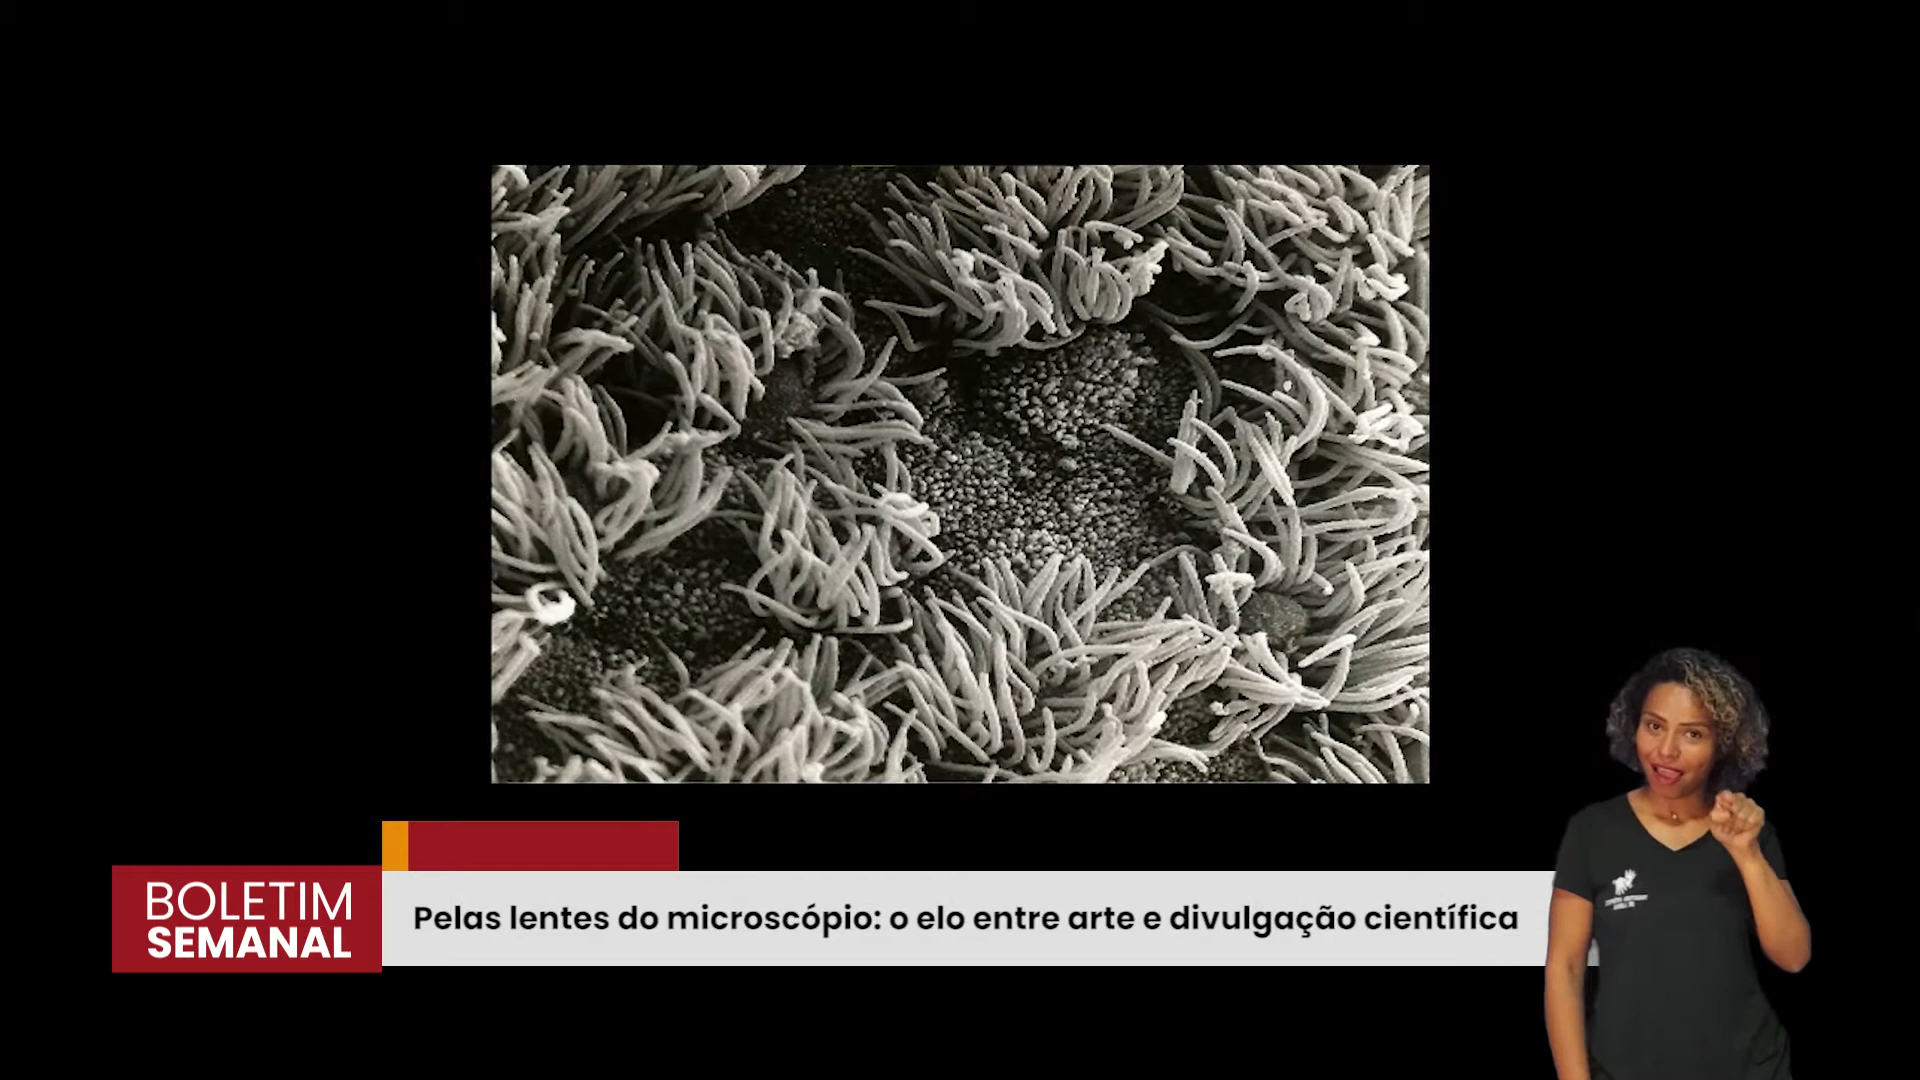 BOLETIM
SEMANAL
Pelas lentes do microscópio: o elo entre arte e divulgação científica